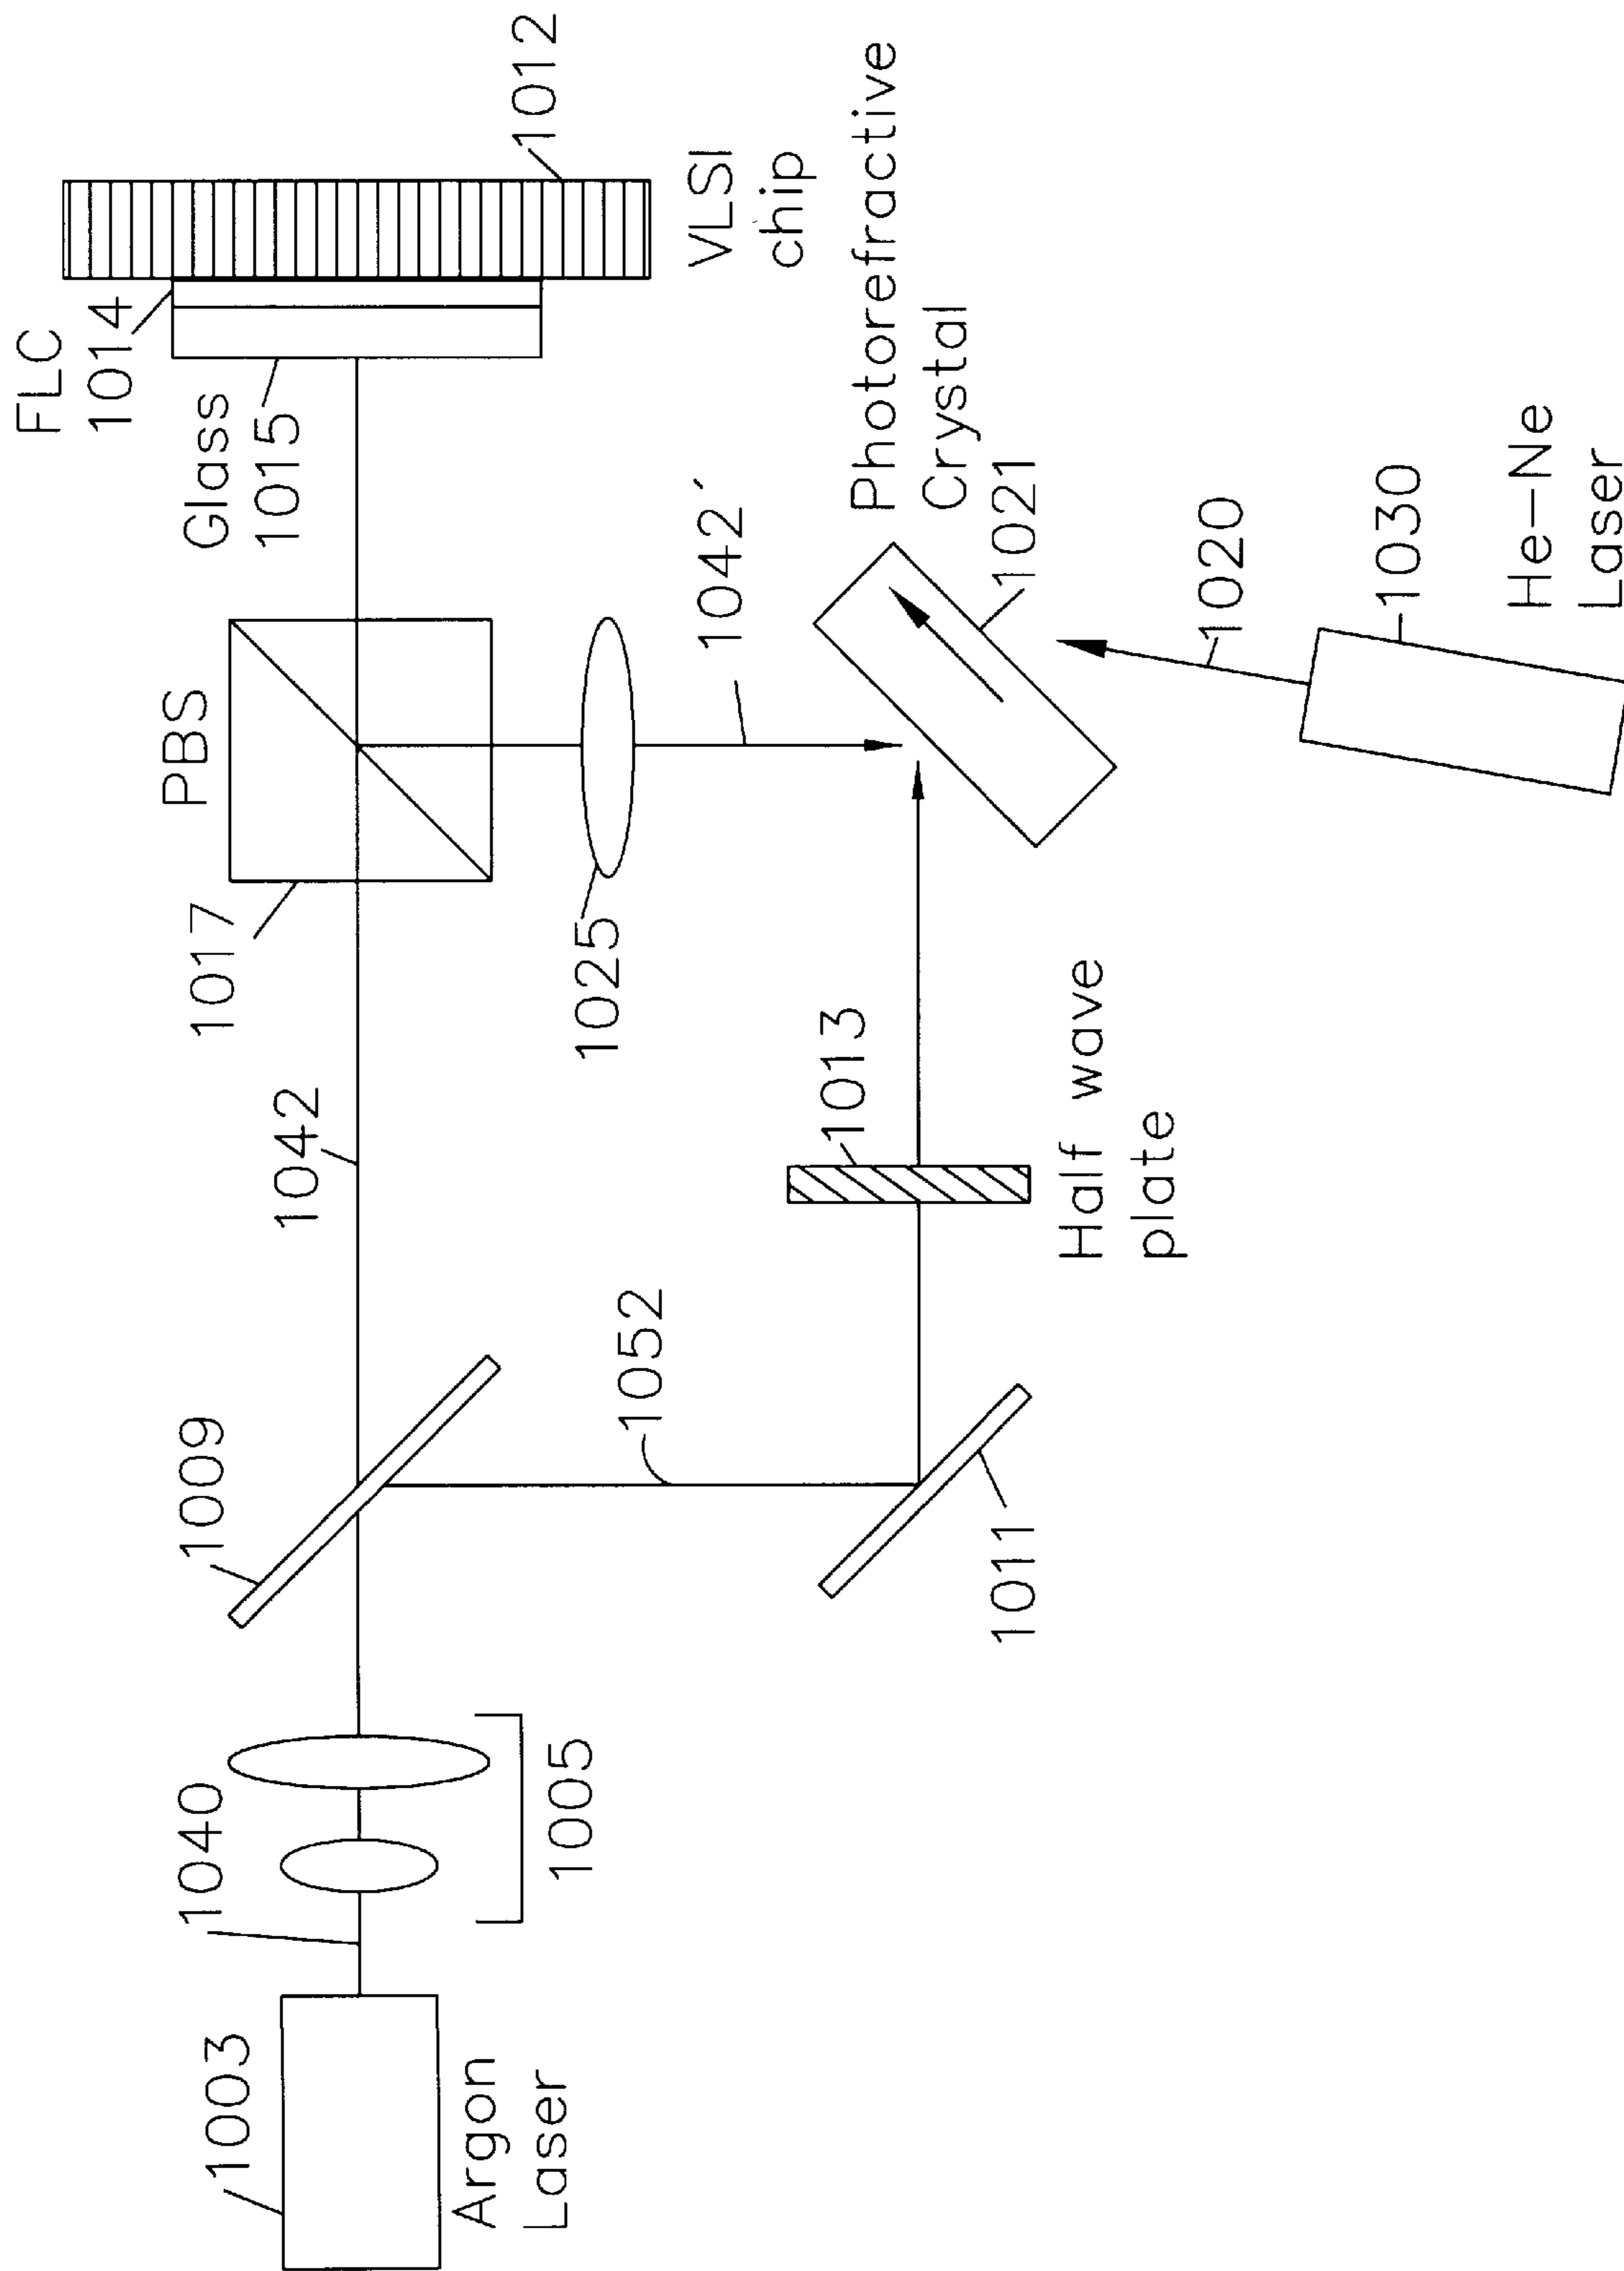 1003
Argon
Laser
1040
1005
1009
1052
1011
1042
1013
Half wave
plate
1017
PBS
1025
1042′
Glass
1015
FLC
1014
1012
VLSI
chip
Photorefractive
Crystal
1021
1020
1030
He–Ne
Laser